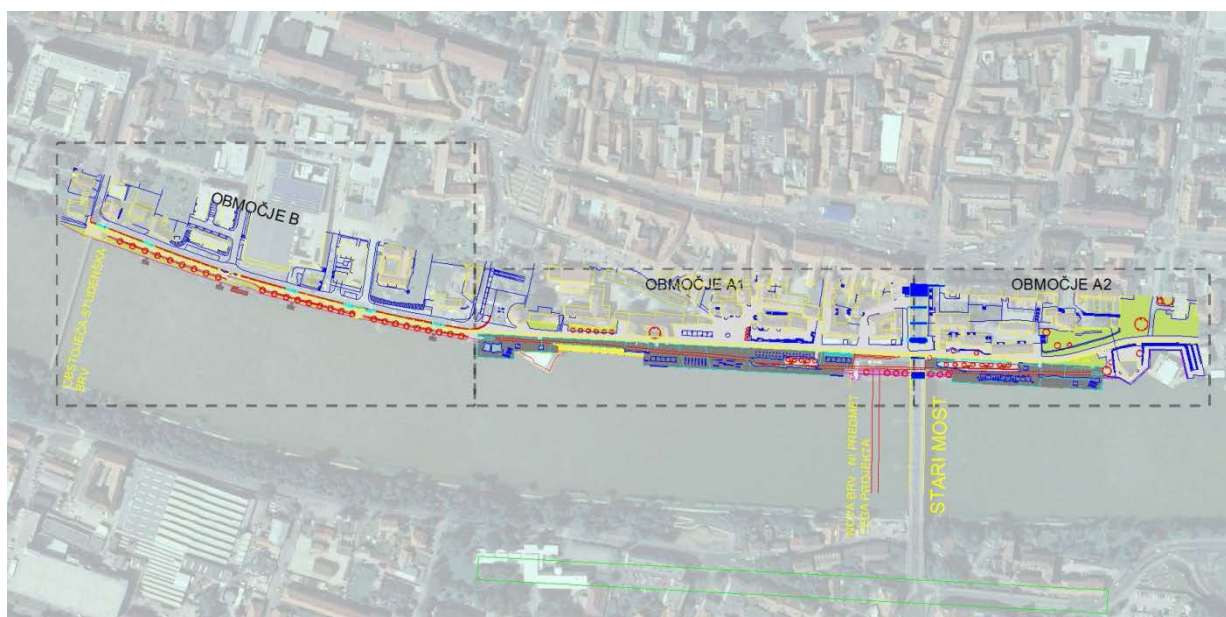 OBMOČJE B
OBMOČJE A1
OBMOČJE A2
OBSTOJEČA STUDENŠKA
BRV
NOVA BRV - NI PREDMET
TEGA PROJEKTA
STARI MOST